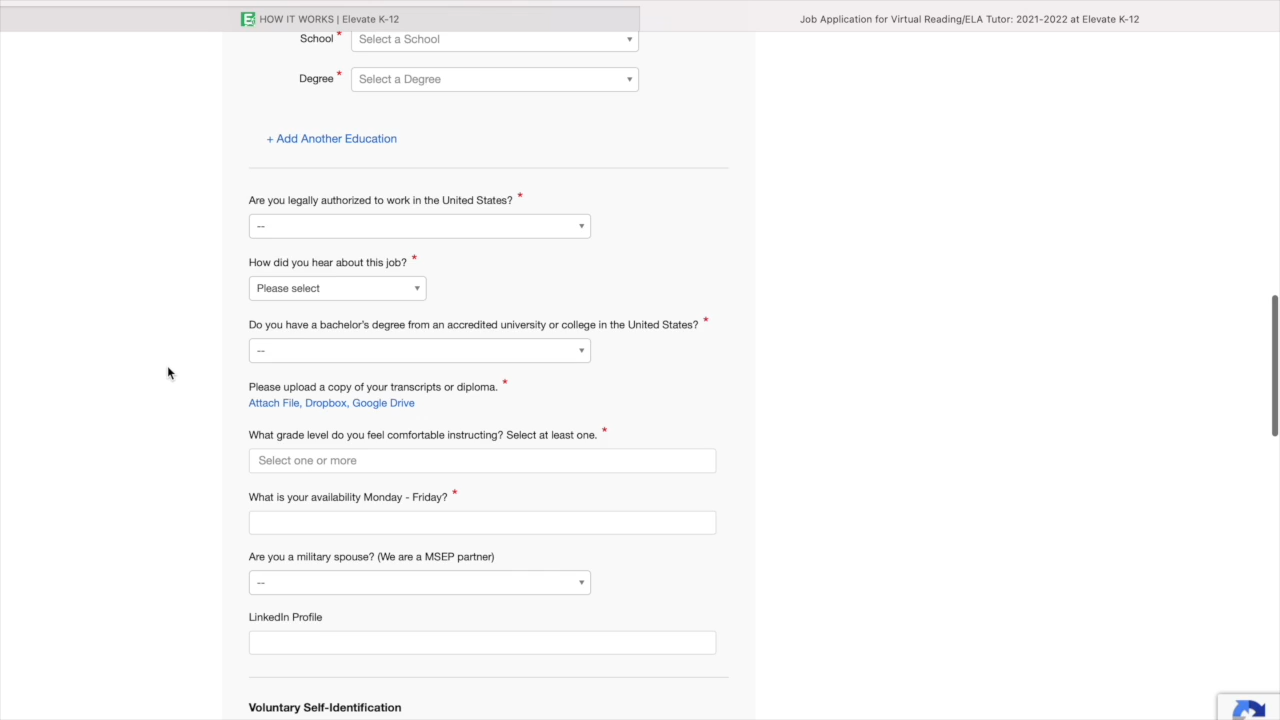 HOW IT WORKS | Elevate K-12
Job Application for Virtual Reading/ELA Tutor: 2021-2022 at Elevate K-12
School *
Select a School
Degree *
Select a Degree
+ Add Another Education
Are you legally authorized to work in the United States? *
--
How did you hear about this job? *
Please select
Do you have a bachelor's degree from an accredited university or college in the United States? *
--
Please upload a copy of your transcripts or diploma. *
Attach File, Dropbox, Google Drive
What grade level do you feel comfortable instructing? Select at least one. *
Select one or more
What is your availability Monday - Friday? *
Are you a military spouse? (We are a MSEP partner)
--
LinkedIn Profile
Voluntary Self-Identification